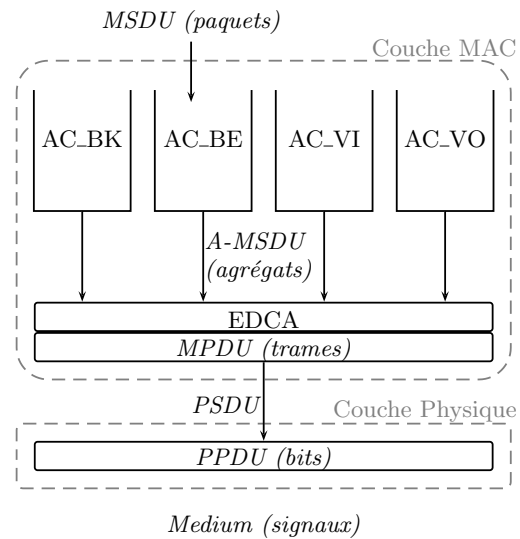 MSDU (paquets)
Couche MAC
AC_BK AC_BE AC_VI AC_VO
A-MSDU
(agrégats)
EDCA
MPDU (trames)
PSDU
Couche Physique
PPDU (bits)
Medium (signaux)